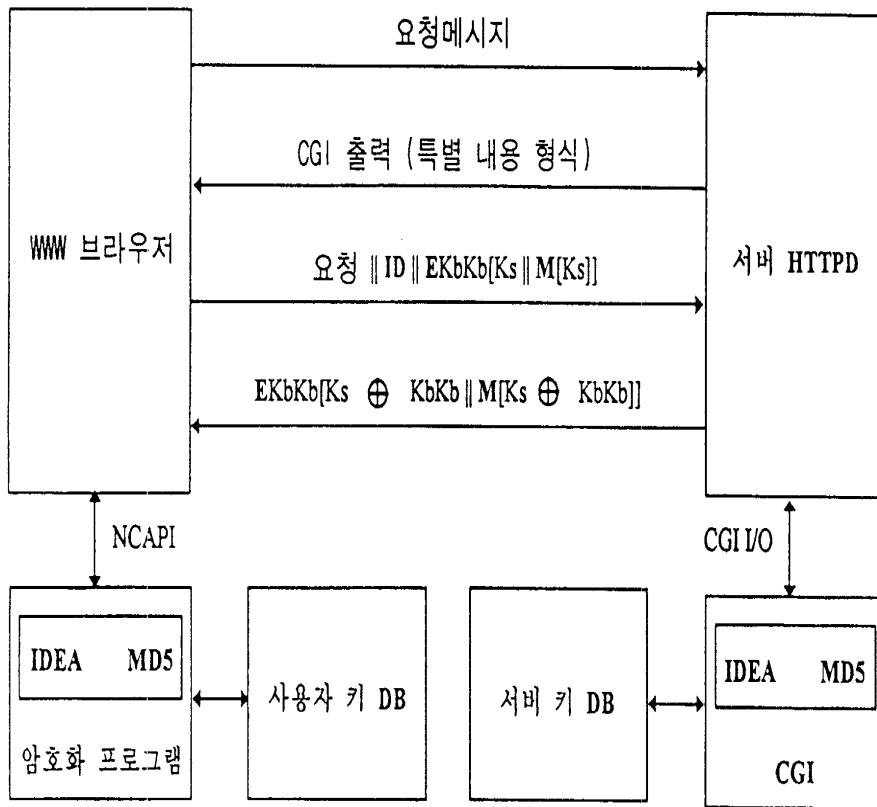 요청메시지
CGI 출력 (특별 내용 형식)
WWW 브라우저
서버 HTTPD
요청 || ID || EKbKb[Ks || M[Ks]]
EKbKb[Ks ⊕ KbKb || M[Ks ⊕ KbKb]]
NCAPI
CGI I/O
IDEA MD5
암호화 프로그램
사용자 키 DB
서버 키 DB
IDEA MD5
CGI